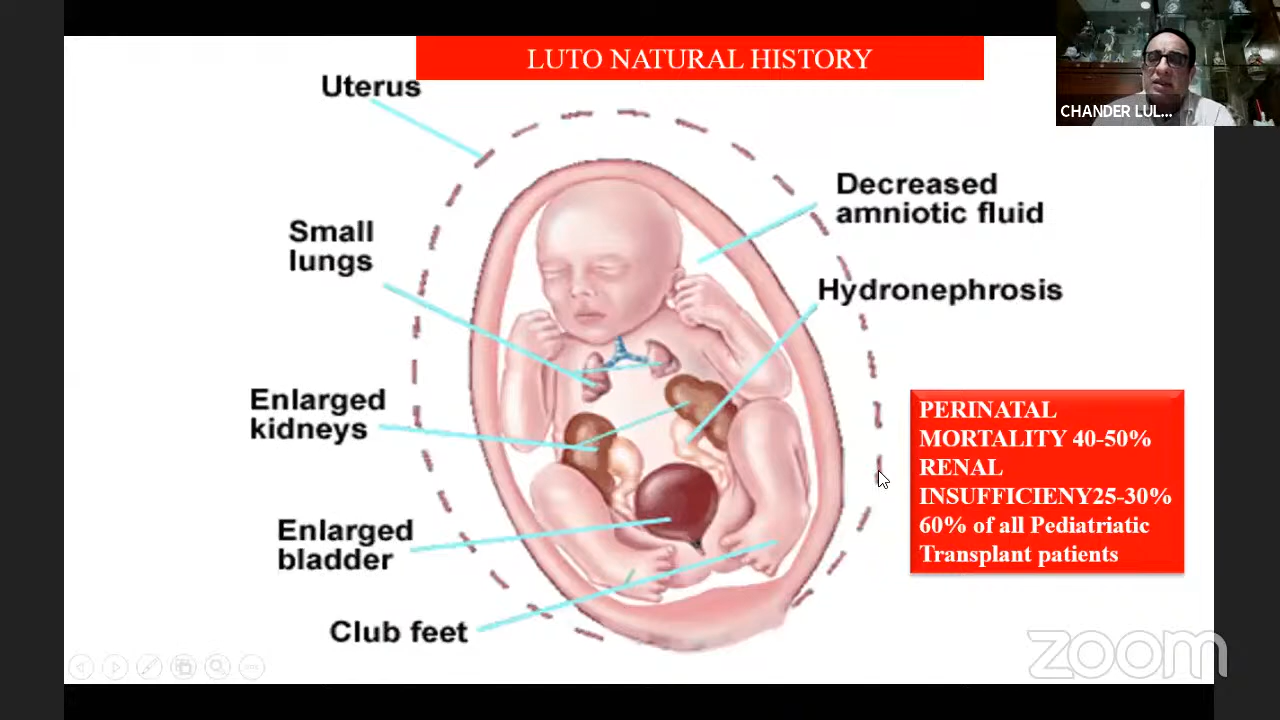 LUTO NATURAL HISTORY
CHANDER LUL...
Uterus
Decreased
amniotic fluid
Small
lungs
Hydronephrosis
Enlarged
kidneys
PERINATAL
MORTALITY 40-50%
RENAL
INSUFFICIENY25-30%
60% of all Pediatriatic
Transplant patients
Enlarged
bladder
Club feet
zoom